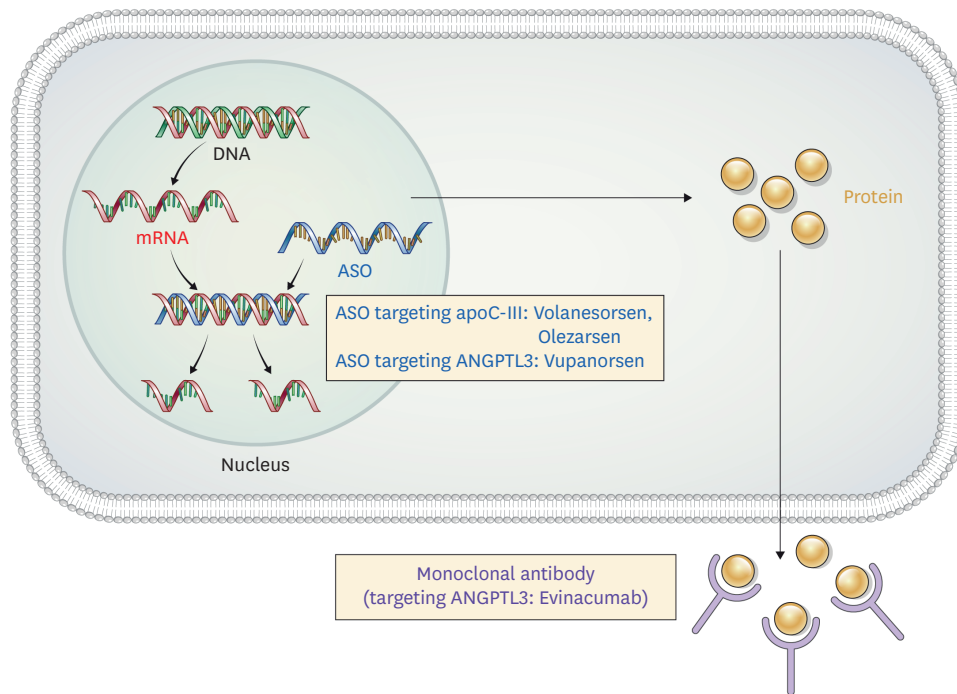 DNA
mRNA
ASO
Protein
ASO targeting apoC-III: Volanesorsen,
Olezarsen
ASO targeting ANGPTL3: Vupanorsen
Nucleus
Monoclonal antibody
(targeting ANGPTL3: Evinacumab)